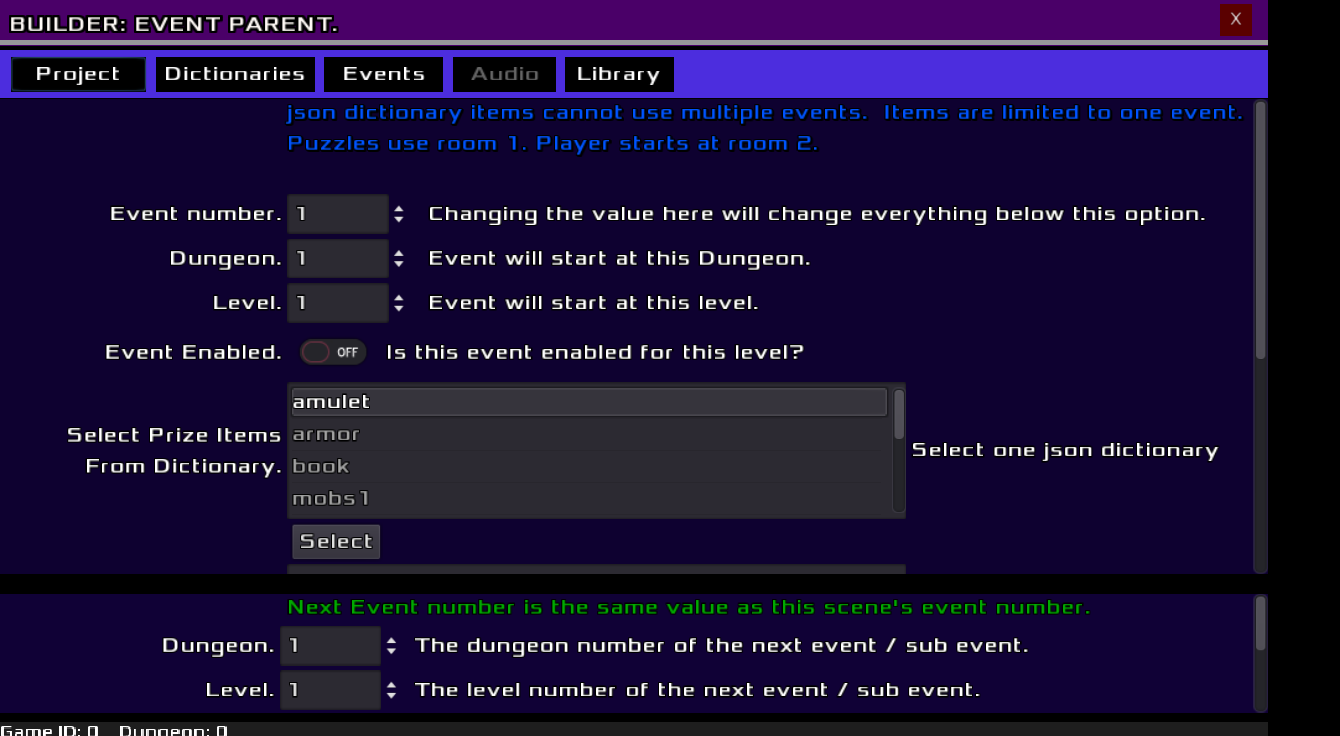 BUILDER: EVENT PARENT.
X
Project Dictionaries Events Audio Library
json dictionary items cannot use multiple events. Items are limited to one event.
Puzzles use room 1. Player starts at room 2.
Event number. 1 Changing the value here will change everything below this option.
Dungeon. 1 Event will start at this Dungeon.
Level. 1 Event will start at this level.
Event Enabled. OFF Is this event enabled for this level?
amulet
Select Prize Items armor
From Dictionary. book
Select one json dictionary
mobs1
Select
Next Event number is the same value as this scene's event number.
Dungeon. 1 The dungeon number of the next event / sub event.
Level. 1 The level number of the next event / sub event.
Game ID: 0 Dungeon: 0